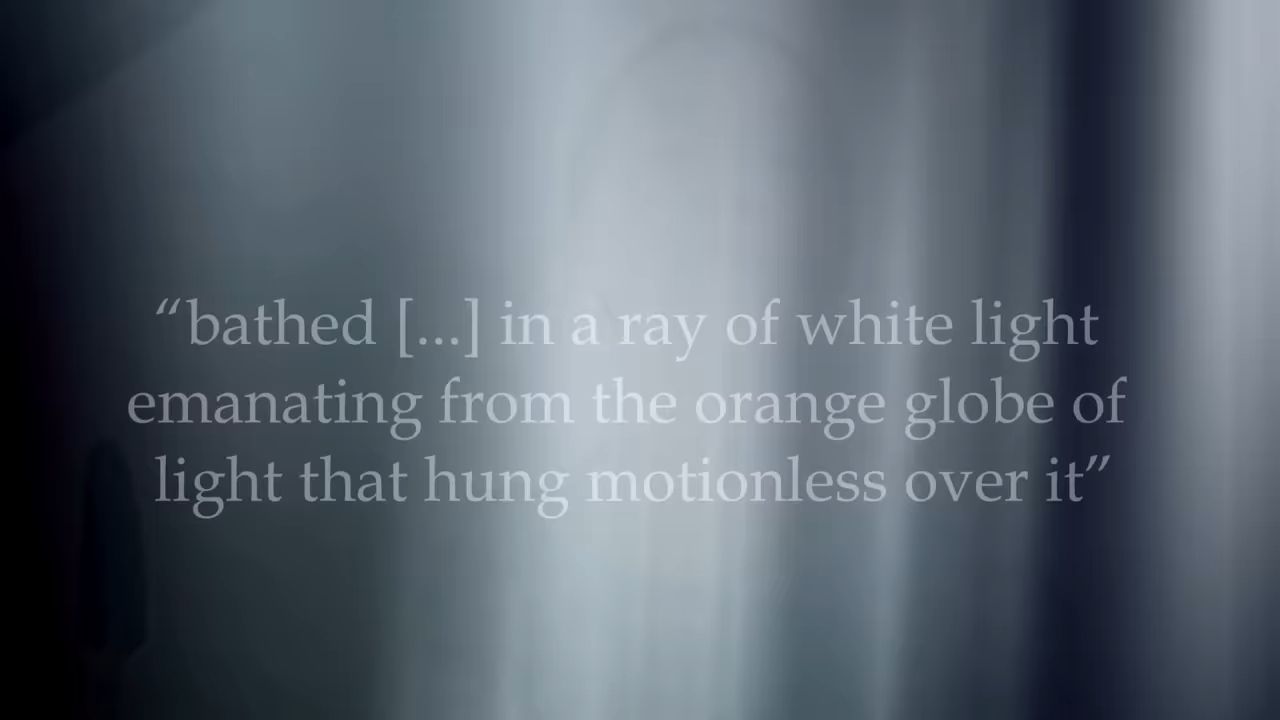 “bathed [...] in a ray of white light
emanating from the orange globe of
light that hung motionless over it”